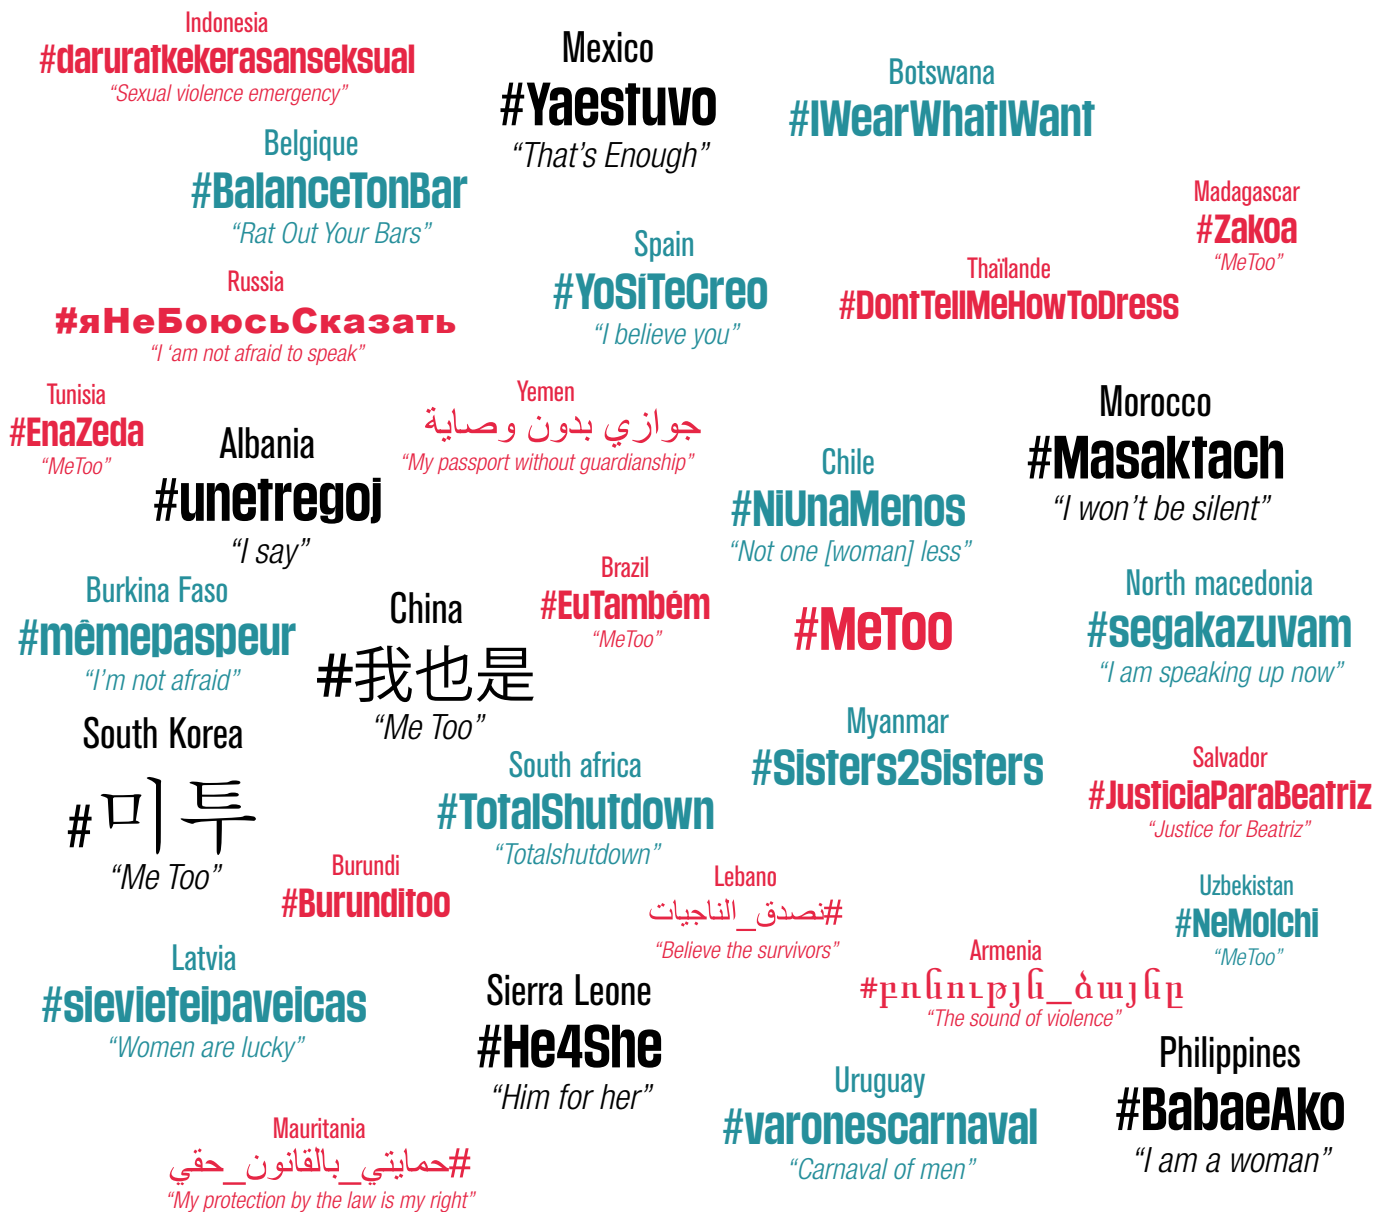 Indonesia
#daruratkekerasanseksual
“Sexual violence emergency”
Mexico
#Yaestuvo
“That’s Enough”
Botswana
#IWearWhatIWant
Belgique
#BalanceTonBar
“Rat Out Your Bars”
Madagascar
#Zakoa
“MeToo”
Spain
#YoSíTeCreo
“I believe you”
Thaïlande
#DontTellMeHowToDress
Russia
#яНеБоюсьСказать
“I ‘am not afraid to speak”
Tunisia
#EnaZeda
“MeToo”
Yemen
جوازي بدون وصاية
“My passport without guardianship”
Morocco
#Masaktach
“I won’t be silent”
Albania
#unetregoj
“I say”
Chile
#NiUnaMenos
“Not one [woman] less”
Brazil
#EuTambém
“MeToo”
Burkina Faso
#mêmepaspeur
“I’m not afraid”
China
#我也是
“Me Too”
#MeToo
North macedonia
#segakazuvam
“I am speaking up now”
South Korea
#미투
“Me Too”
Myanmar
#Sisters2Sisters
South africa
#TotalShutdown
“Totalshutdown”
Salvador
#JusticiaParaBeatriz
“Justice for Beatriz”
Burundi
#Burunditoo
Lebano
#نصدق_الناجيات
“Believe the survivors”
Uzbekistan
#NeMolchi
“MeToo”
Latvia
#sievieteipaveicas
“Women are lucky”
Sierra Leone
#He4She
“Him for her”
Armenia
#բռնությն_ձայնը
“The sound of violence”
Philippines
#BabaeAko
“I am a woman”
Uruguay
#varonescarnaval
“Carnaval of men”
Mauritania
#حمايتي_بالقانون_حقي
“My protection by the law is my right”